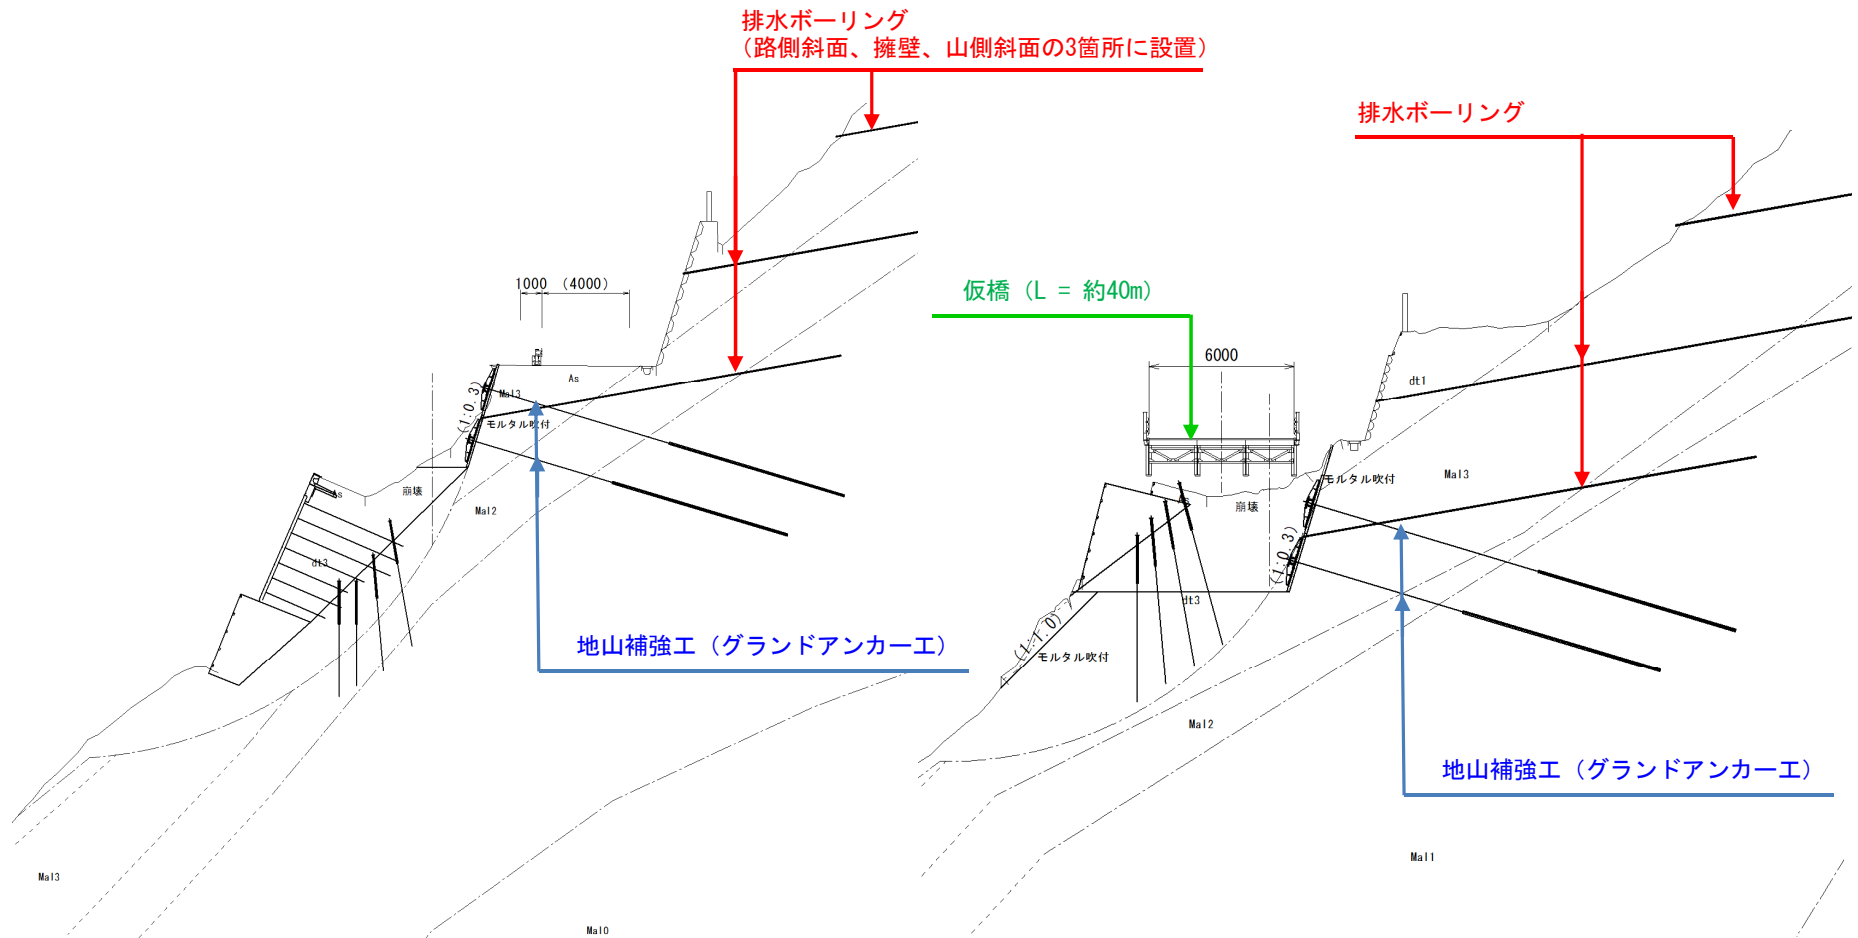 排水ボーリング
(路側斜面、擁壁、山側斜面の3箇所に設置)
1000 (4000)
As
(1:0.3)
Mal3
モルタル吹付
As
崩壊
Mal2
dt3
地山補強工(グランドアンカー工)
Mal3
Mal0
排水ボーリング
仮橋(L = 約40m)
6000
dt1
Mal3
モルタル吹付
As
崩壊
(1:0.3)
dt3
(1:1.0)
モルタル吹付
Mal2
地山補強工(グランドアンカー工)
Mal1